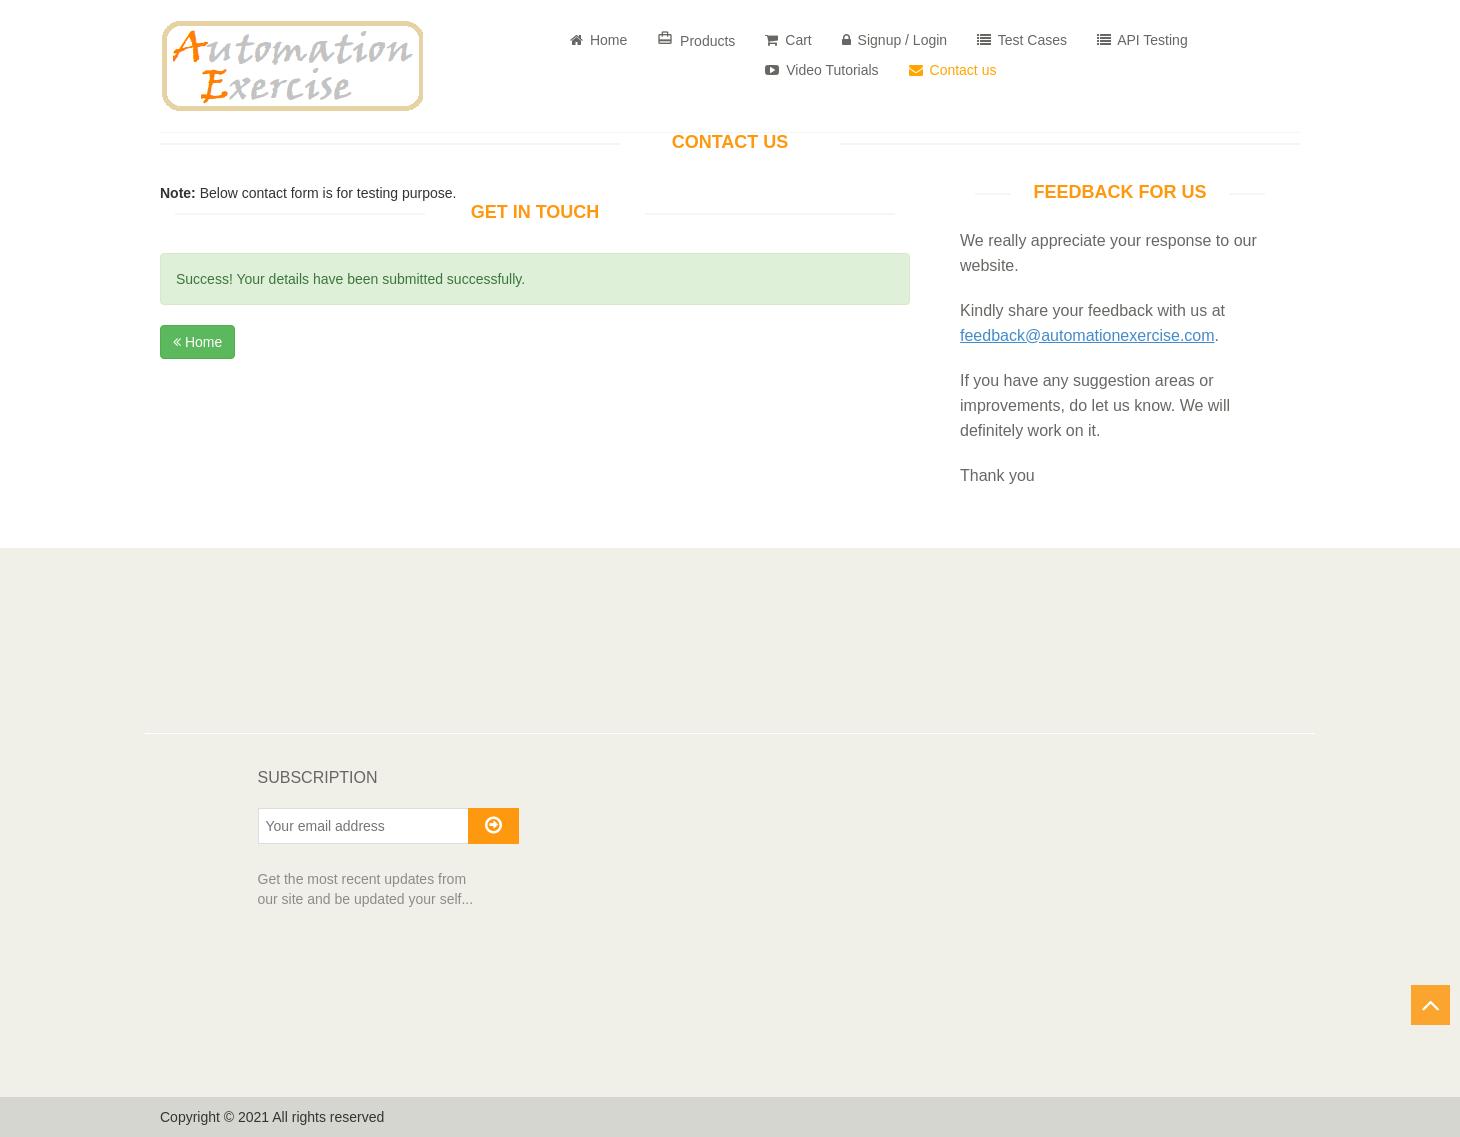 Automation
Exercise
Home
Products
Cart
Signup / Login
Test Cases
API Testing
Video Tutorials
Contact us
CONTACT US
Note: Below contact form is for testing purpose.
GET IN TOUCH
Success! Your details have been submitted successfully.
Home
FEEDBACK FOR US
We really appreciate your response to our
website.
Kindly share your feedback with us at
feedback@automationexercise.com.
If you have any suggestion areas or
improvements, do let us know. We will
definitely work on it.
Thank you
SUBSCRIPTION
Your email address
Get the most recent updates from
our site and be updated your self...
Copyright © 2021 All rights reserved